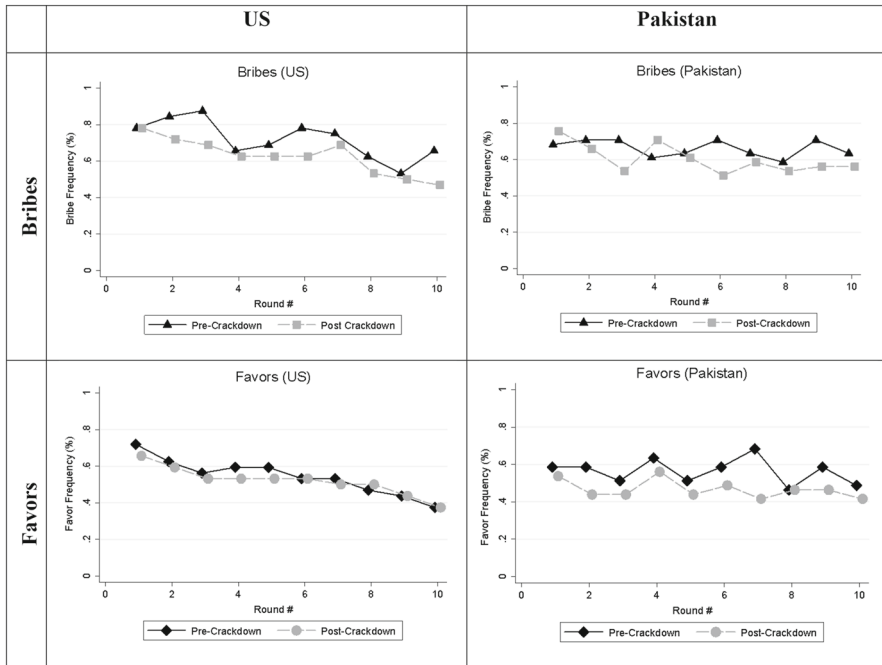 US
Pakistan
Bribes
Bribes (US)
Bribe Frequency (%)
1
.8
.6
.4
.2
0
0 2 4 6 8 10
Round #
Pre-Crackdown Post Crackdown
Bribes (Pakistan)
Bribe Frequency (%)
1
.8
.6
.4
.2
0
0 2 4 6 8 10
Round #
Pre-Crackdown Post-Crackdown
Favors
Favors (US)
Favor Frequency (%)
1
.8
.6
.4
.2
0
0 2 4 6 8 10
Round #
Pre-Crackdown Post-Crackdown
Favors (Pakistan)
Favor Frequency (%)
1
.8
.6
.4
.2
0
0 2 4 6 8 10
Round #
Pre-Crackdown Post-Crackdown